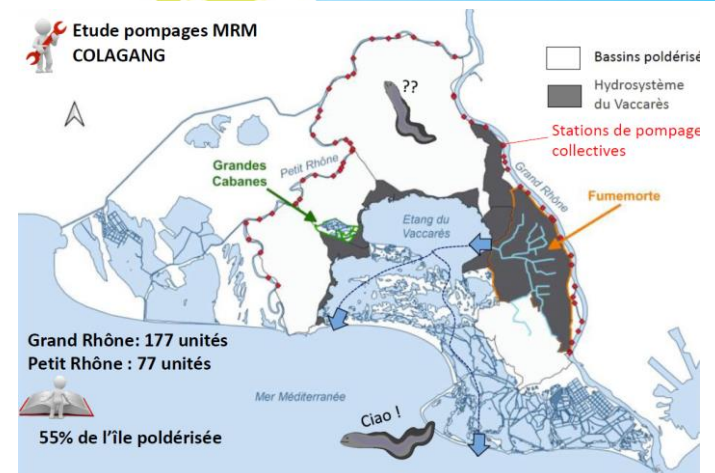 Etude pompages MRM
COLAGANG
??
Bassins poldérisé
Hydrosystème
du Vaccarès
Stations de pompage
collectives
Petit Rhône
Grand Rhône
Grandes
Cabanes
Fumemorte
Etang du
Vaccarès
Grand Rhône: 177 unités
Petit Rhône : 77 unités
Mer Méditerranée
Ciao !
55% de l'île poldérisée